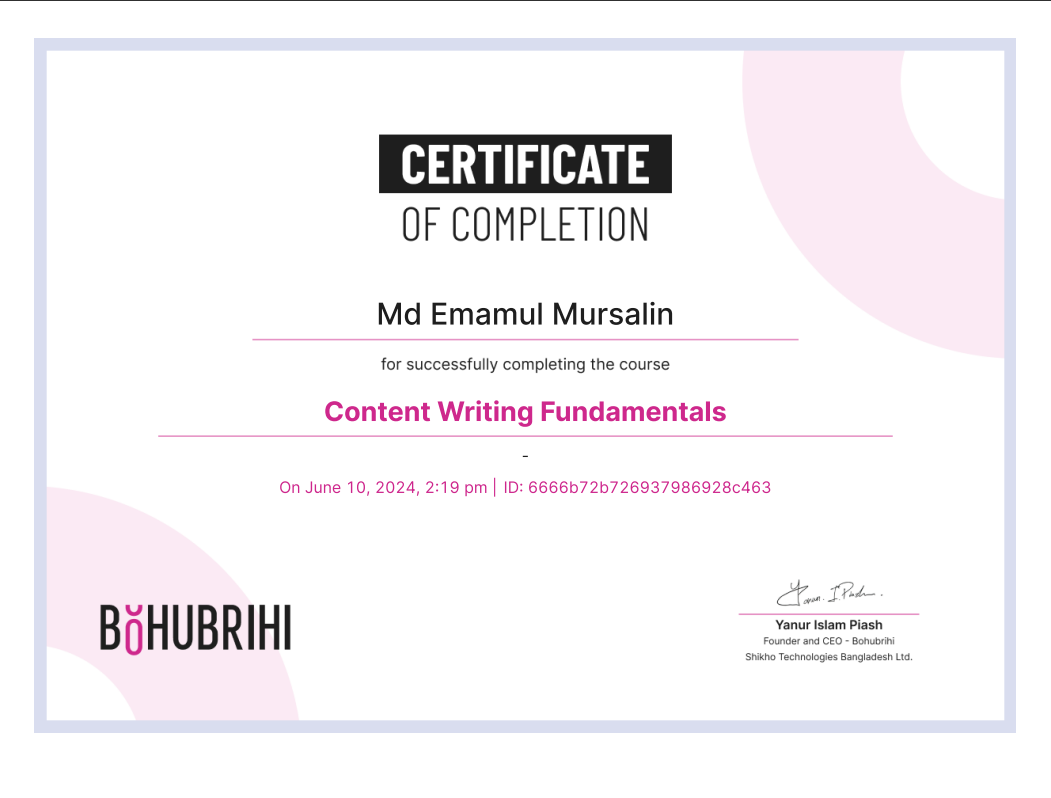 CERTIFICATE
OF COMPLETION
Md Emamul Mursalin
for successfully completing the course
Content Writing Fundamentals
-
On June 10, 2024, 2:19 pm | ID: 6666b72b726937986928c463
Yanur I. Piash.
BOHUBRIHI
Yanur Islam Piash
Founder and CEO - Bohubrihi
Shikho Technologies Bangladesh Ltd.